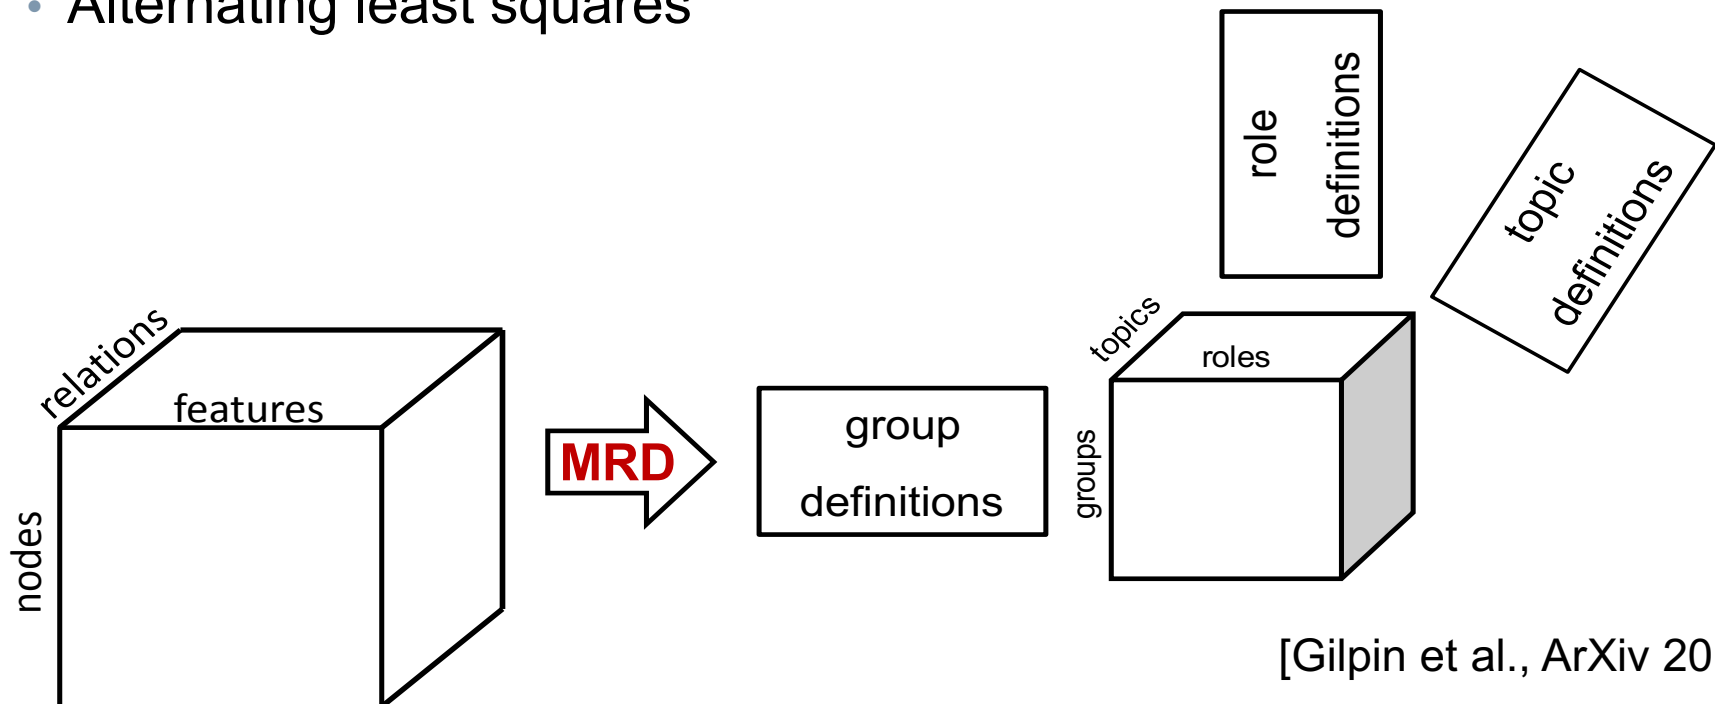 • Alternating least squares
relations
features
nodes
MRD
group
definitions
role
definitions
topic
definitions
topics
roles
groups
[Gilpin et al., ArXiv 20